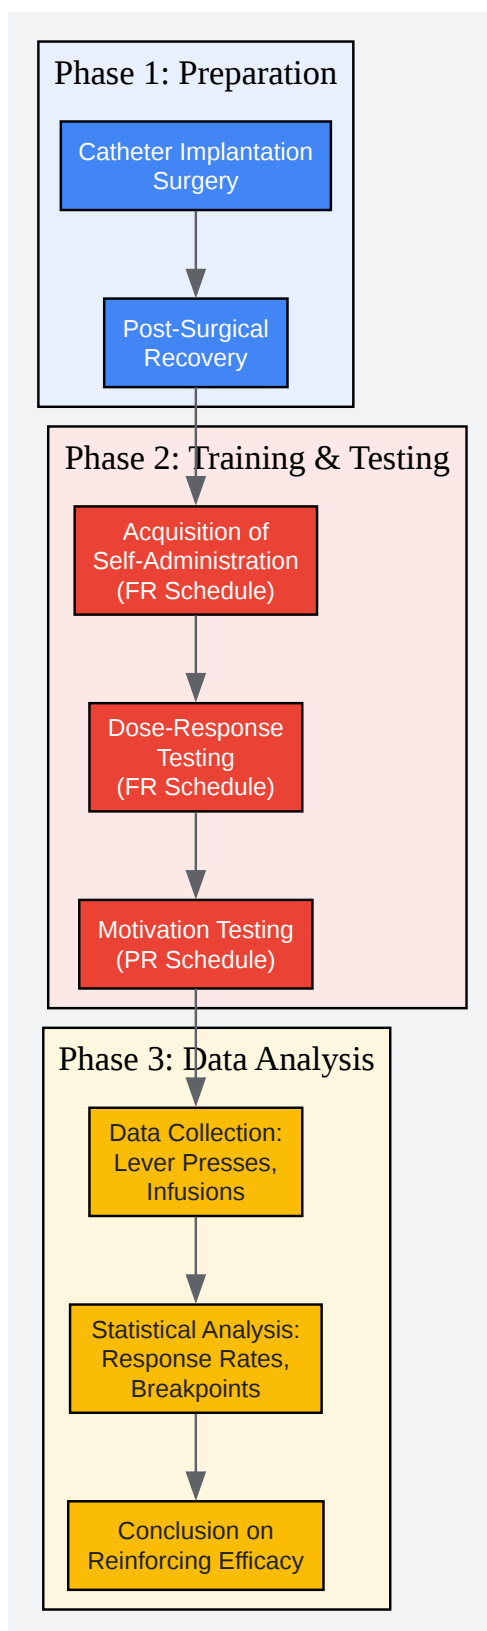 Phase 1: Preparation
Catheter Implantation
Surgery
Post-Surgical
Recovery
Phase 2: Training & Testing
Acquisition of
Self-Administration
(FR Schedule)
Dose-Response
Testing
(FR Schedule)
Motivation Testing
(PR Schedule)
Phase 3: Data Analysis
Data Collection:
Lever Presses,
Infusions
Statistical Analysis:
Response Rates,
Breakpoints
Conclusion on
Reinforcing Efficacy